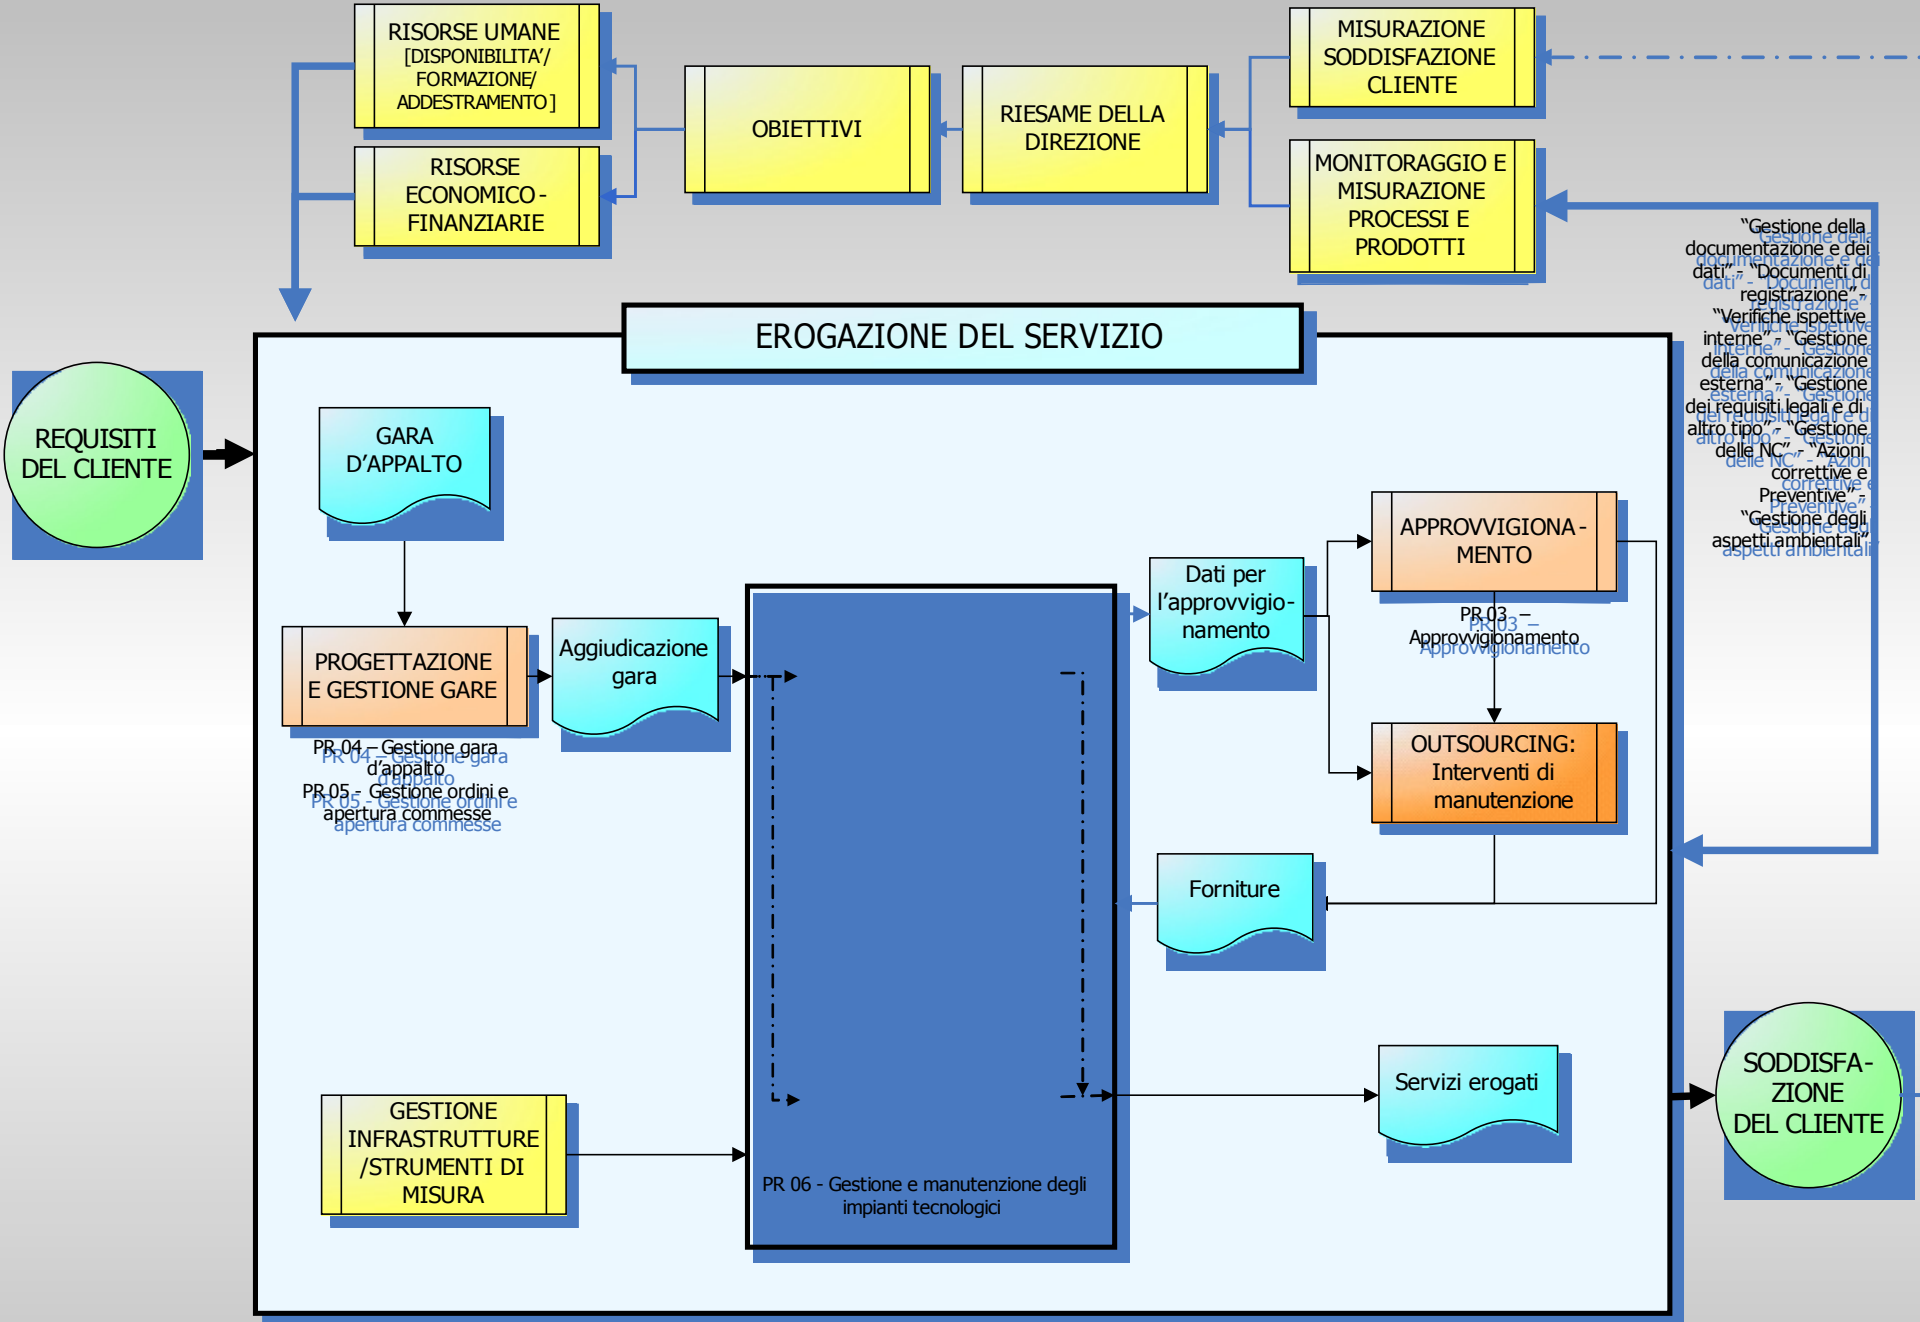 RISORSE UMANE
[DISPONIBILITA'/
FORMAZIONE/
ADDESTRAMENTO]
RISORSE
ECONOMICO-
FINANZIARIE
OBIETTIVI
RIESAME DELLA
DIREZIONE
MISURAZIONE
SODDISFAZIONE
CLIENTE
MONITORAGGIO E
MISURAZIONE
PROCESSI E
PRODOTTI
"Gestione della
documentazione e dei
dati" - "Documenti di
registrazione" -
"Verifiche ispettive
interne" - "Gestione
della comunicazione
esterna" - "Gestione
dei requisiti legali e di
altro tipo" - "Gestione
delle NC" - "Azioni
correttive e
Preventive" -
"Gestione degli
aspetti ambientali"
EROGAZIONE DEL SERVIZIO
REQUISITI
DEL CLIENTE
GARA
D'APPALTO
PROGETTAZIONE
E GESTIONE GARE
PR 04 – Gestione gara
d'appalto
PR 05 - Gestione ordini e
apertura commesse
Aggiudicazione
gara
Dati per
l'approvvigio-
namento
APPROVVIGIONA-
MENTO
PR 03 –
Approvvigionamento
OUTSOURCING:
Interventi di
manutenzione
Forniture
GESTIONE
INFRASTRUTTURE
/STRUMENTI DI
MISURA
PR 06 - Gestione e manutenzione degli
impianti tecnologici
Servizi erogati
SODDISFA-
ZIONE
DEL CLIENTE